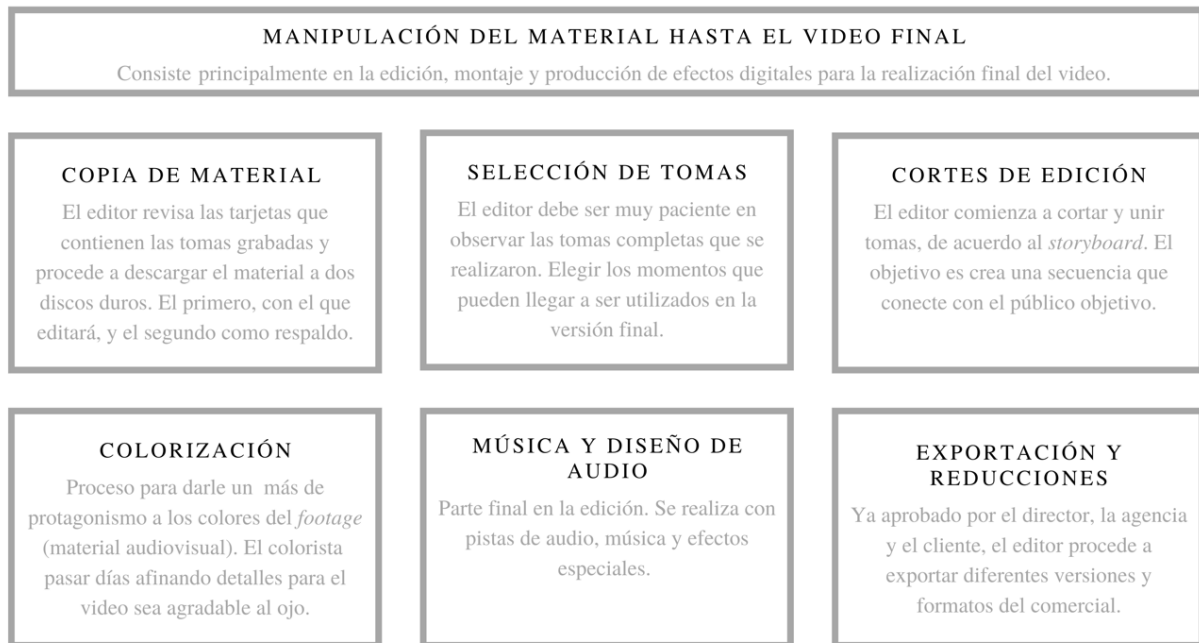 MANIPULACIÓN DEL MATERIAL HASTA EL VIDEO FINAL
Consiste principalmente en la edición, montaje y producción de efectos digitales para la realización final del video.
COPIA DE MATERIAL
El editor revisa las tarjetas que
contienen las tomas grabadas y
procede a descargar el material a dos
discos duros. El primero, con el que
editará, y el segundo como respaldo.
SELECCIÓN DE TOMAS
El editor debe ser muy paciente en
observar las tomas completas que se
realizaron. Elegir los momentos que
pueden llegar a ser utilizados en la
versión final.
CORTES DE EDICIÓN
El editor comienza a cortar y unir
tomas, de acuerdo al storyboard. El
objetivo es crea una secuencia que
conecte con el público objetivo.
COLORIZACIÓN
Proceso para darle un más de
protagonismo a los colores del footage
(material audiovisual). El colorista
pasar días afinando detalles para el
video sea agradable al ojo.
MÚSICA Y DISEÑO DE
AUDIO
Parte final en la edición. Se realiza con
pistas de audio, música y efectos
especiales.
EXPORTACIÓN Y
REDUCCIONES
Ya aprobado por el director, la agencia
y el cliente, el editor procede a
exportar diferentes versiones y
formatos del comercial.